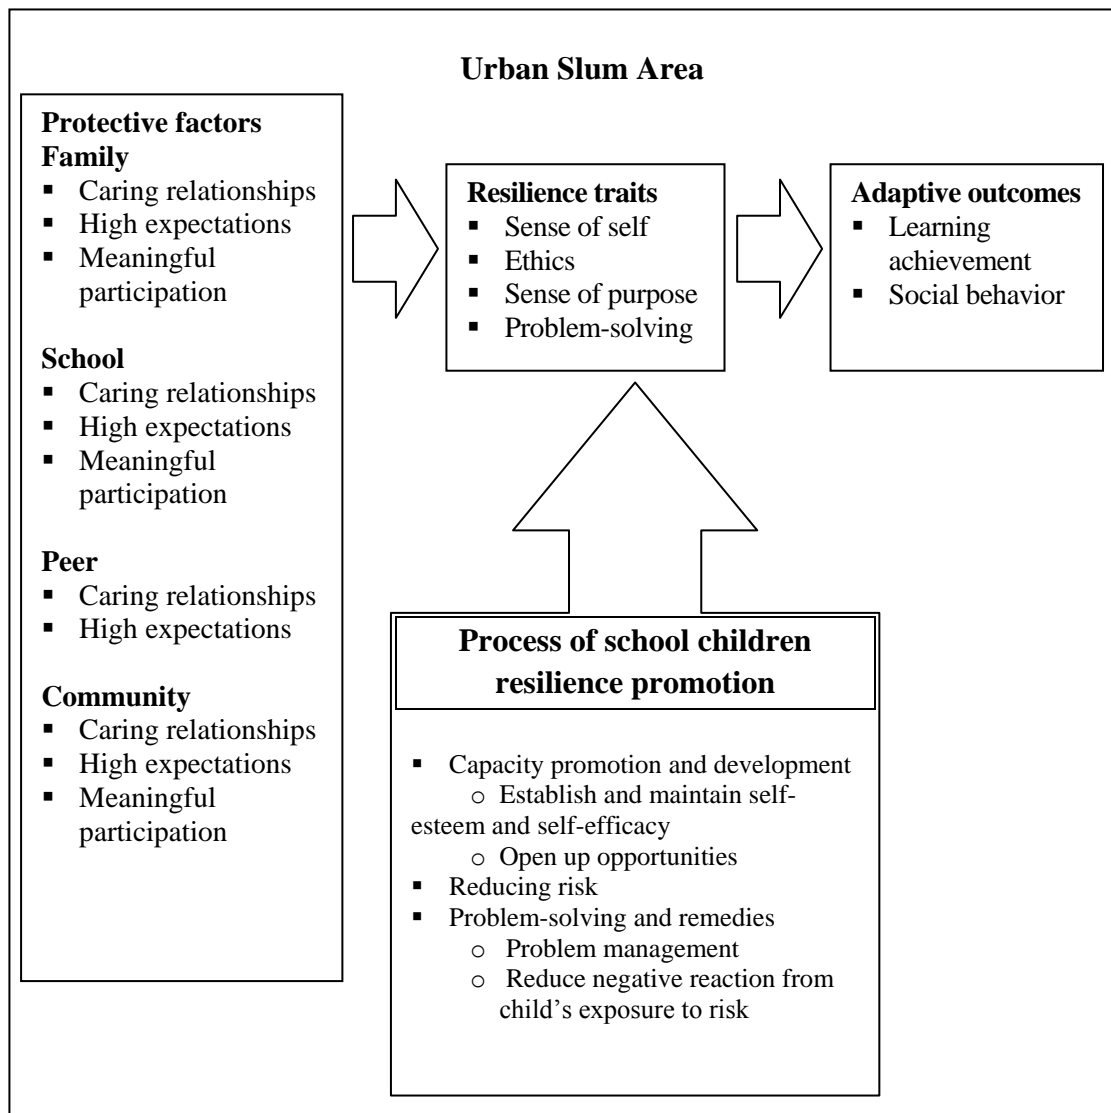 Urban Slum Area
Protective factors
Family
▪ Caring relationships
▪ High expectations
▪ Meaningful
participation
School
▪ Caring relationships
▪ High expectations
▪ Meaningful
participation
Peer
▪ Caring relationships
▪ High expectations
Community
▪ Caring relationships
▪ High expectations
▪ Meaningful
participation
Resilience traits
▪ Sense of self
▪ Ethics
▪ Sense of purpose
▪ Problem-solving
Adaptive outcomes
▪ Learning
achievement
▪ Social behavior
Process of school children
resilience promotion
▪ Capacity promotion and development
o Establish and maintain self-
esteem and self-efficacy
o Open up opportunities
▪ Reducing risk
▪ Problem-solving and remedies
o Problem management
o Reduce negative reaction from
child’s exposure to risk